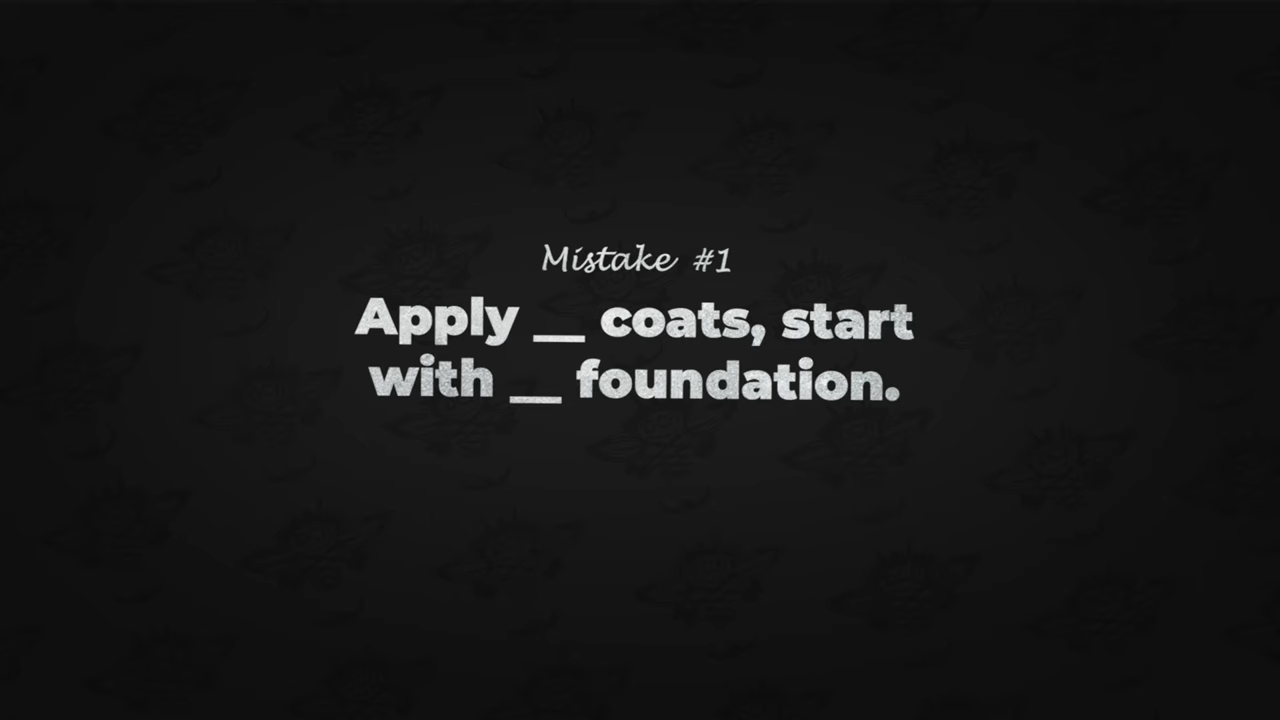 Mistake #1
Apply __ coats, start
with __ foundation.